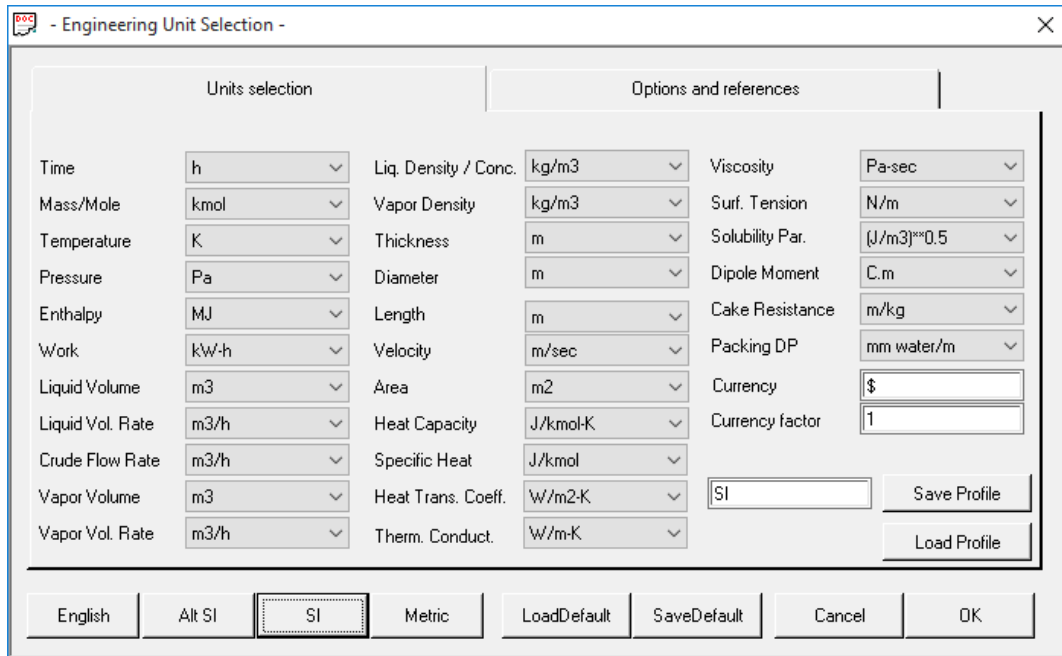 DOC
- Engineering Unit Selection -
Units selection Options and references
Time h Liq. Density / Conc. kg/m3 Viscosity Pa-sec
Mass/Mole kmol Vapor Density kg/m3 Surf. Tension N/m
Temperature K Thickness m Solubility Par. (J/m3)**0.5
Pressure Pa Diameter m Dipole Moment C.m
Enthalpy MJ Length m Cake Resistance m/kg
Work kW-h Velocity m/sec Packing DP mm water/m
Liquid Volume m3 Area m2 Currency $
Liquid Vol. Rate m3/h Heat Capacity J/kmol-K Currency factor 1
Crude Flow Rate m3/h Specific Heat J/kmol
Vapor Volume m3 Heat Trans. Coeff. W/m2-K SI Save Profile
Vapor Vol. Rate m3/h Therm. Conduct. W/m-K Load Profile
English Alt SI SI Metric LoadDefault SaveDefault Cancel OK